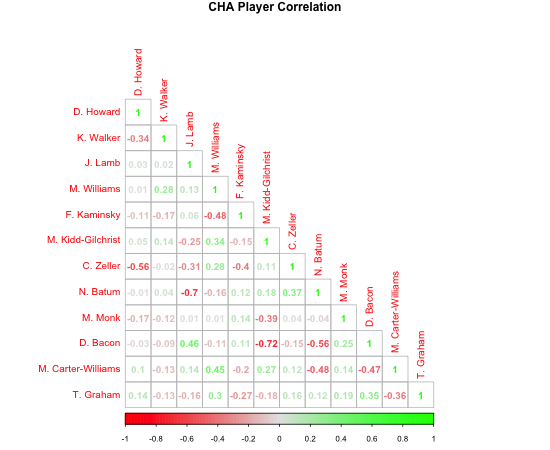 CHA Player Correlation
D. Howard
K. Walker
J. Lamb
M. Williams
F. Kaminsky
M. Kidd-Gilchrist
C. Zeller
N. Batum
M. Monk
D. Bacon
M. Carter-Williams
T. Graham
D. Howard 1
K. Walker -0.34 1
J. Lamb 0.03 0.02 1
M. Williams 0.01 0.28 0.13 1
F. Kaminsky -0.11 -0.17 0.06 -0.48 1
M. Kidd-Gilchrist 0.05 0.14 -0.25 0.34 -0.15 1
C. Zeller -0.56 -0.02 -0.31 0.28 -0.4 0.11 1
N. Batum -0.01 0.04 -0.7 -0.16 0.12 0.18 0.37 1
M. Monk -0.17 -0.12 0.01 0.01 0.14 -0.39 0.04 -0.04 1
D. Bacon -0.03 -0.09 0.46 -0.11 0.11 -0.72 -0.15 -0.56 0.25 1
M. Carter-Williams 0.1 -0.13 0.14 0.45 -0.2 0.27 0.12 -0.48 0.14 -0.47 1
T. Graham 0.14 -0.13 -0.16 0.3 -0.27 -0.18 0.16 0.12 0.19 0.35 -0.36 1
-1 -0.8 -0.6 -0.4 -0.2 0 0.2 0.4 0.6 0.8 1